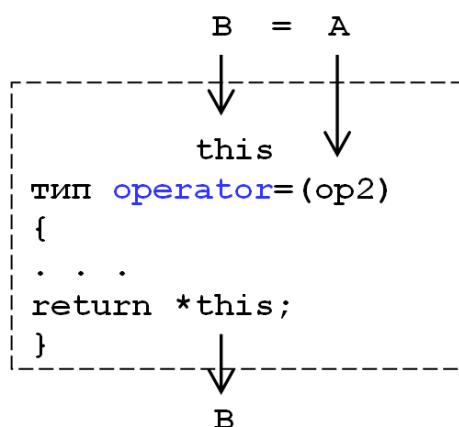 B = A
this
тип operator=(op2)
{
. . .
return *this;
}
B